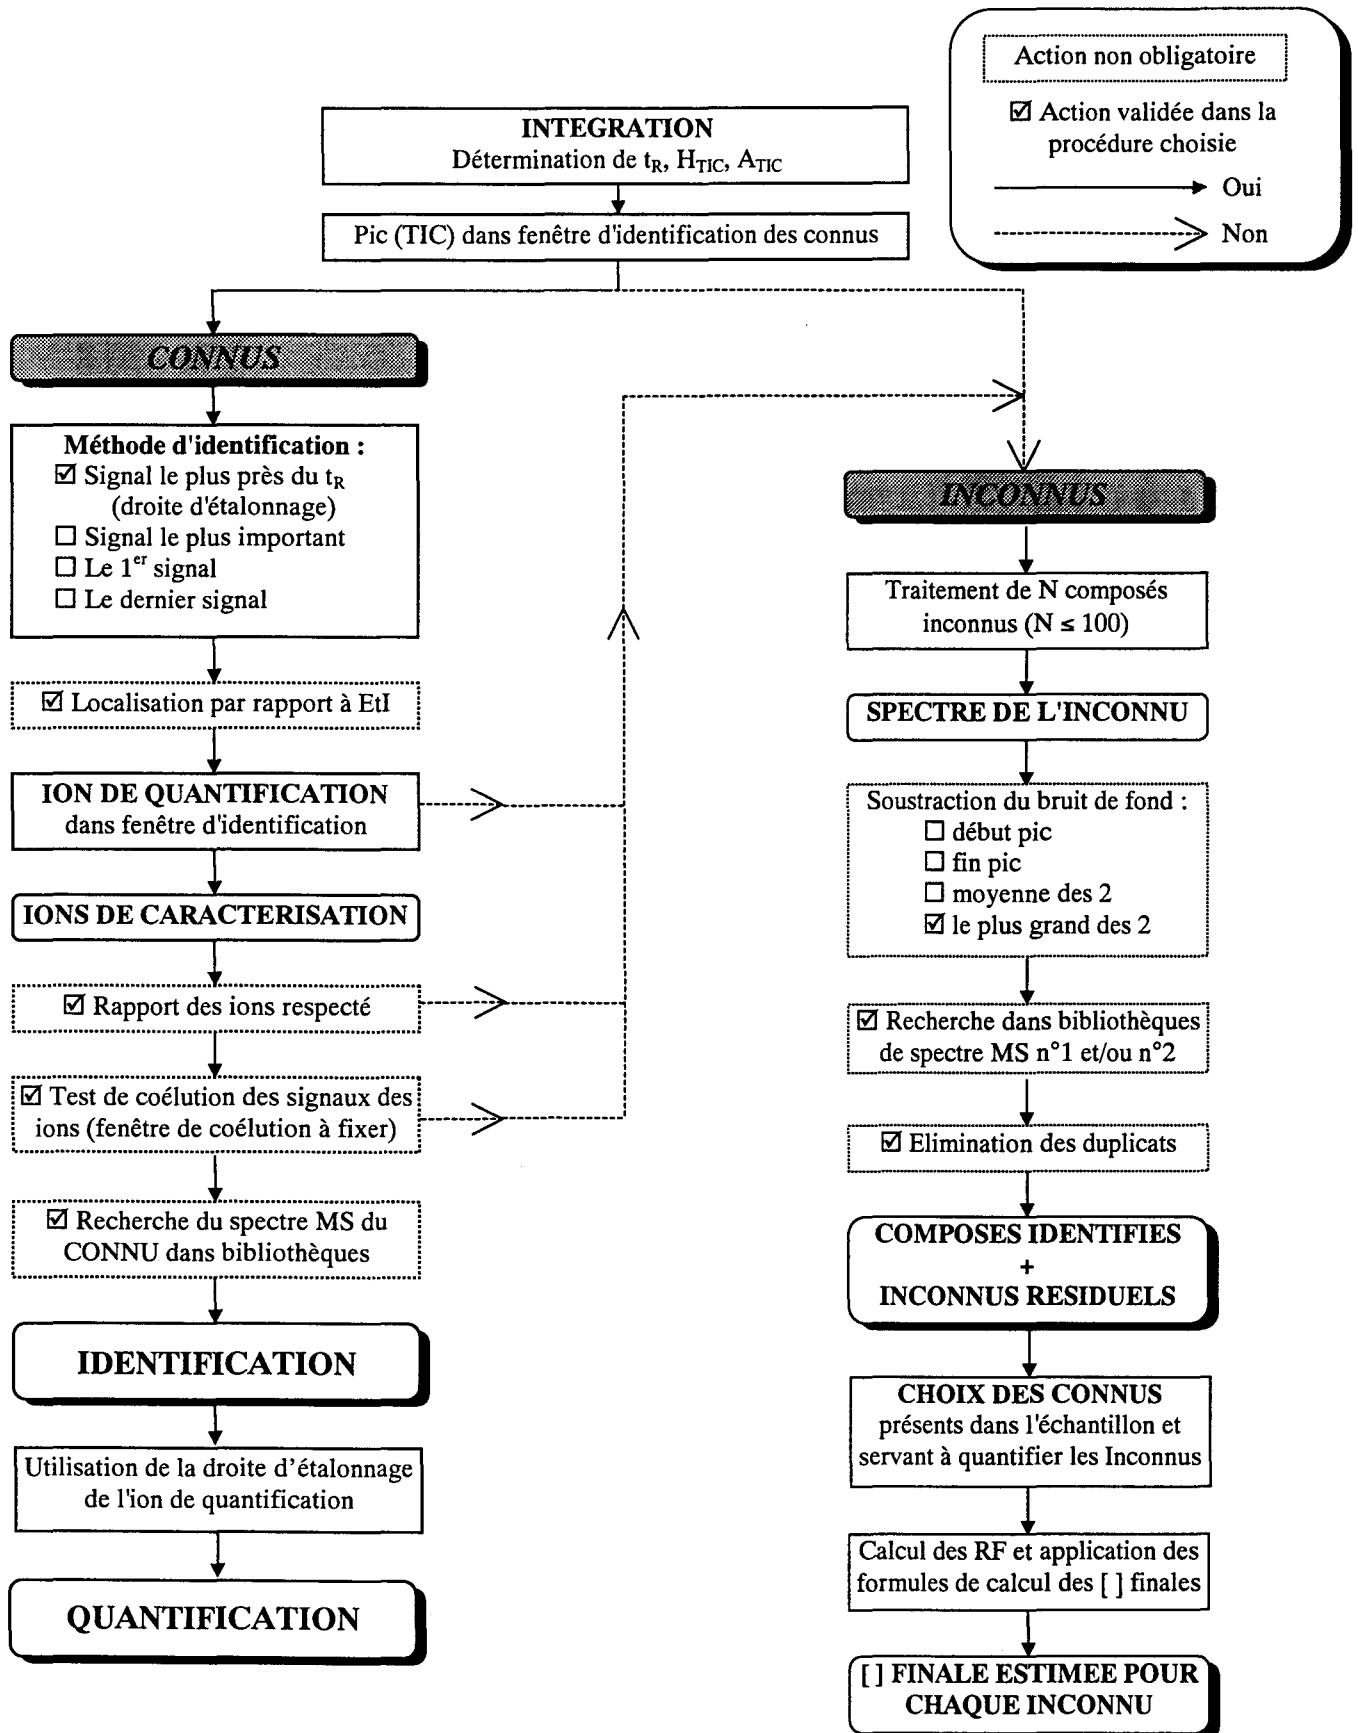 Action non obligatoire
☑ Action validée dans la
procédure choisie
Oui
Non
INTEGRATION
Détermination de tR, HTIC, ATIC
Pic (TIC) dans fenêtre d'identification des connus
CONNUS
Méthode d'identification :
☑ Signal le plus près du tR
(droite d'étalonnage)
☐ Signal le plus important
☐ Le 1er signal
☐ Le dernier signal
☑ Localisation par rapport à EtI
ION DE QUANTIFICATION
dans fenêtre d'identification
IONS DE CARACTERISATION
☑ Rapport des ions respecté
☑ Test de coélution des signaux des
ions (fenêtre de coélution à fixer)
☑ Recherche du spectre MS du
CONNU dans bibliothèques
IDENTIFICATION
Utilisation de la droite d'étalonnage
de l'ion de quantification
QUANTIFICATION
INCONNUS
Traitement de N composés
inconnus (N ≤ 100)
SPECTRE DE L'INCONNU
Soustraction du bruit de fond :
☐ début pic
☐ fin pic
☐ moyenne des 2
☑ le plus grand des 2
☑ Recherche dans bibliothèques
de spectre MS n°1 et/ou n°2
☑ Elimination des duplicats
COMPOSES IDENTIFIES
+
INCONNUS RESIDUELS
CHOIX DES CONNUS
présents dans l'échantillon et
servant à quantifier les Inconnus
Calcul des RF et application des
formules de calcul des [ ] finales
[ ] FINALE ESTIMEE POUR
CHAQUE INCONNU